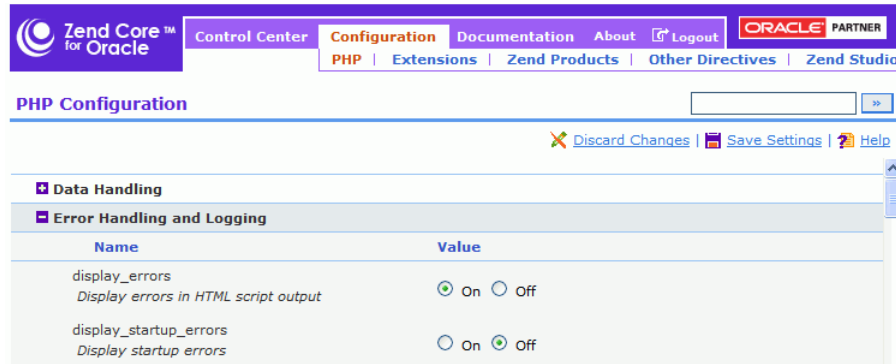 Zend Core™ for Oracle
Control Center Configuration Documentation About Logout ORACLE PARTNER
PHP | Extensions | Zend Products | Other Directives | Zend Studio
PHP Configuration »
Discard Changes | Save Settings | Help
Data Handling
Error Handling and Logging
Name Value
display_errors
Display errors in HTML script output
On Off
display_startup_errors
Display startup errors
On Off